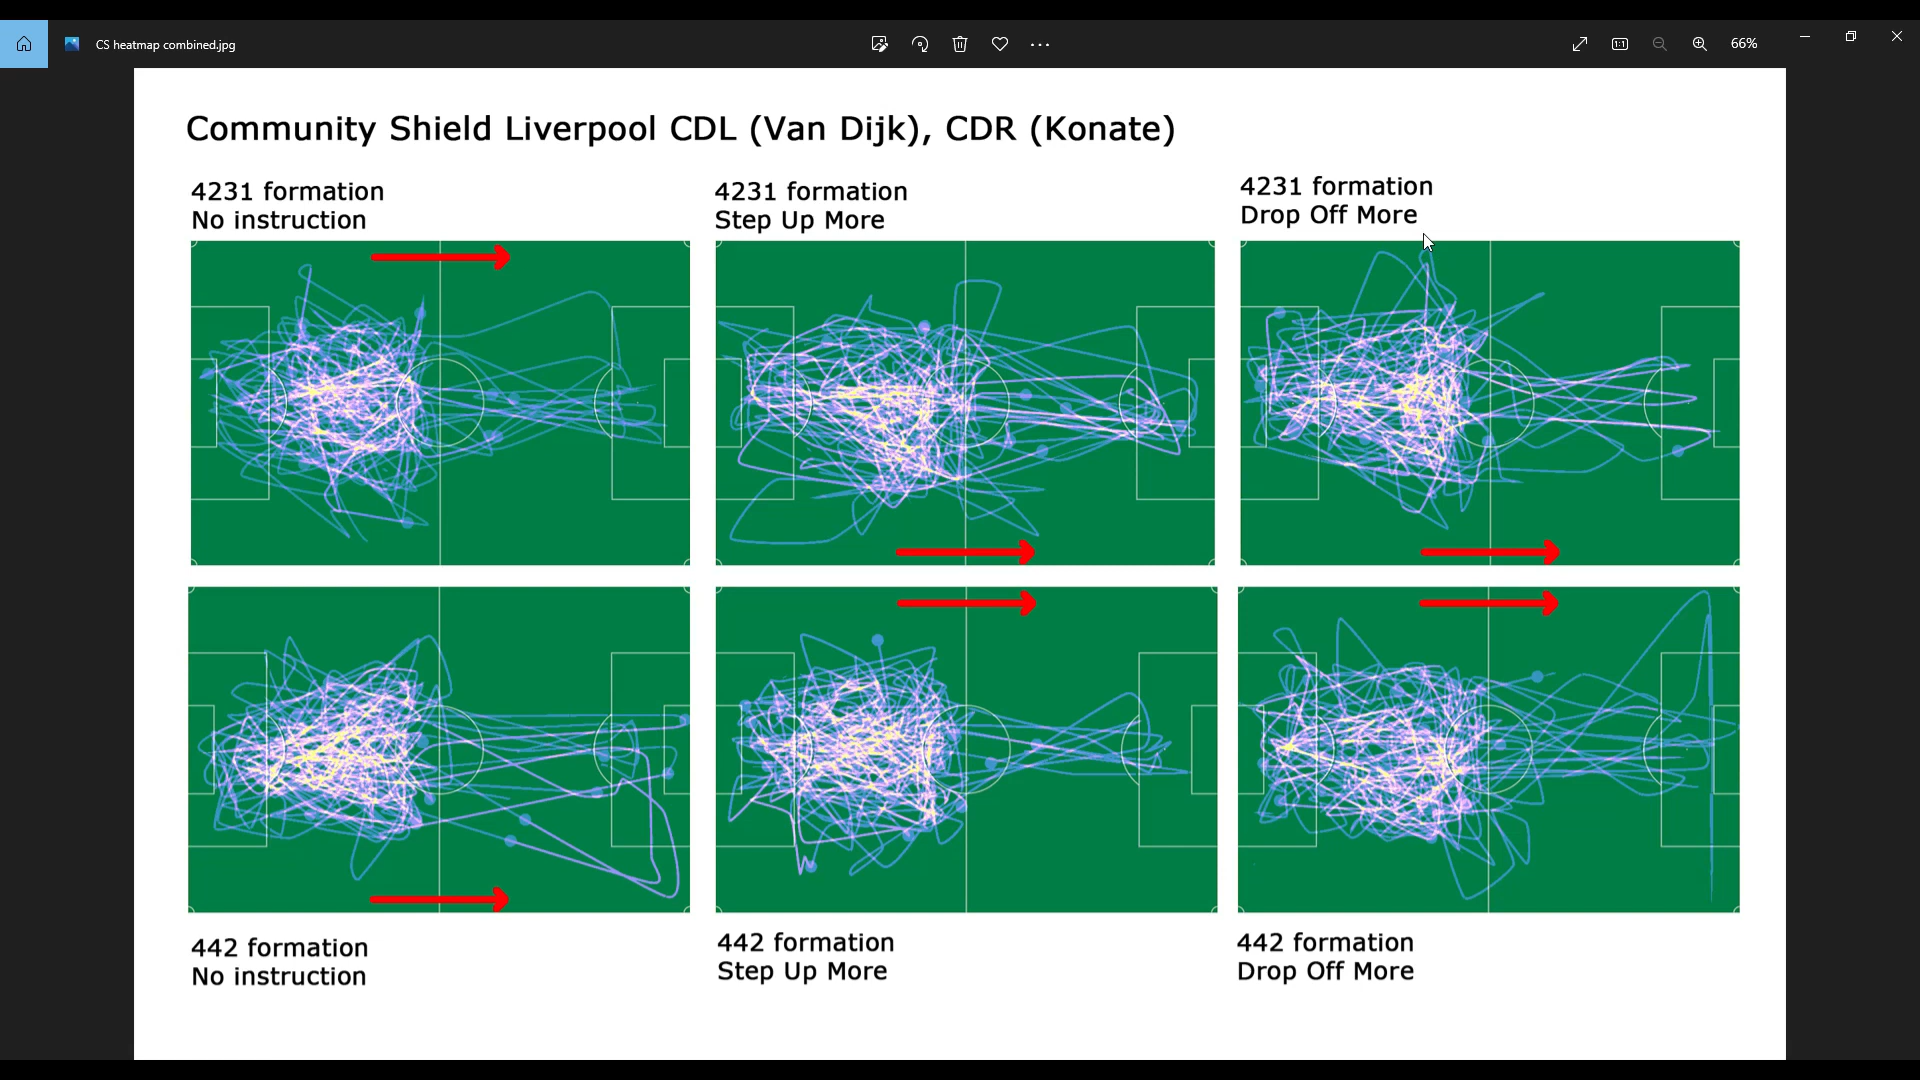 CS heatmap combined.jpg
66%
Community Shield Liverpool CDL (Van Dijk), CDR (Konate)
4231 formation
No instruction
4231 formation
Step Up More
4231 formation
Drop Off More
442 formation
No instruction
442 formation
Step Up More
442 formation
Drop Off More